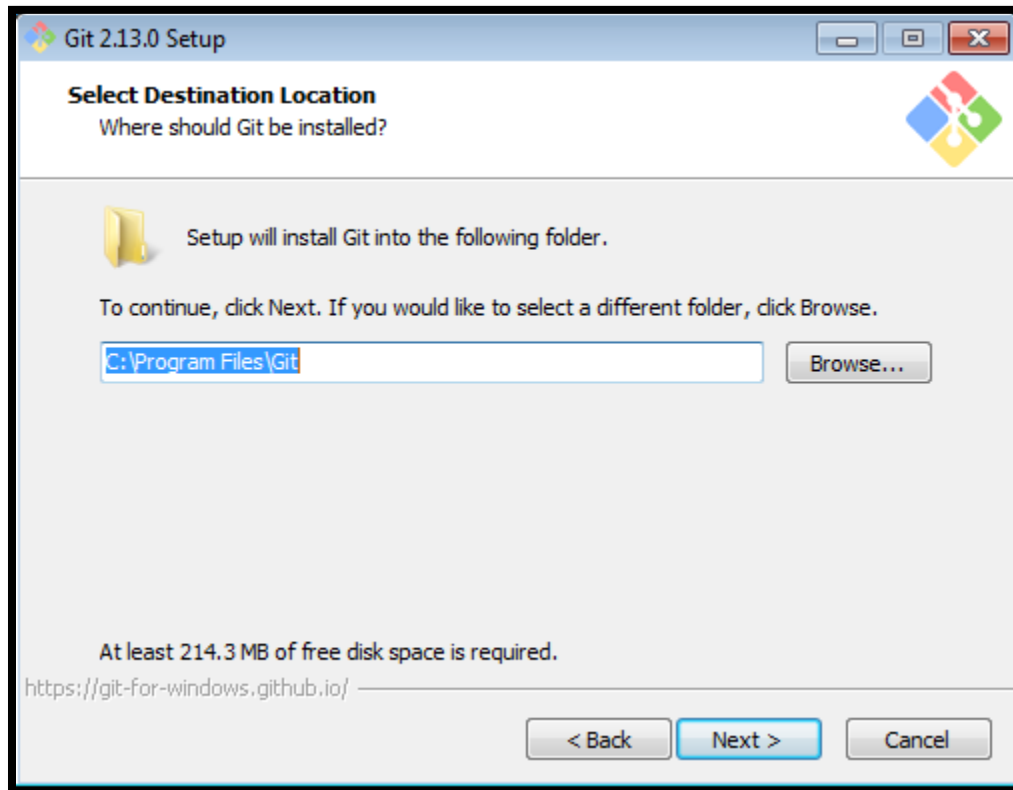 Git 2.13.0 Setup
Select Destination Location
Where should Git be installed?
Setup will install Git into the following folder.
To continue, click Next. If you would like to select a different folder, click Browse.
C:\Program Files\Git
Browse...
At least 214.3 MB of free disk space is required.
https://git-for-windows.github.io/
< Back
Next >
Cancel